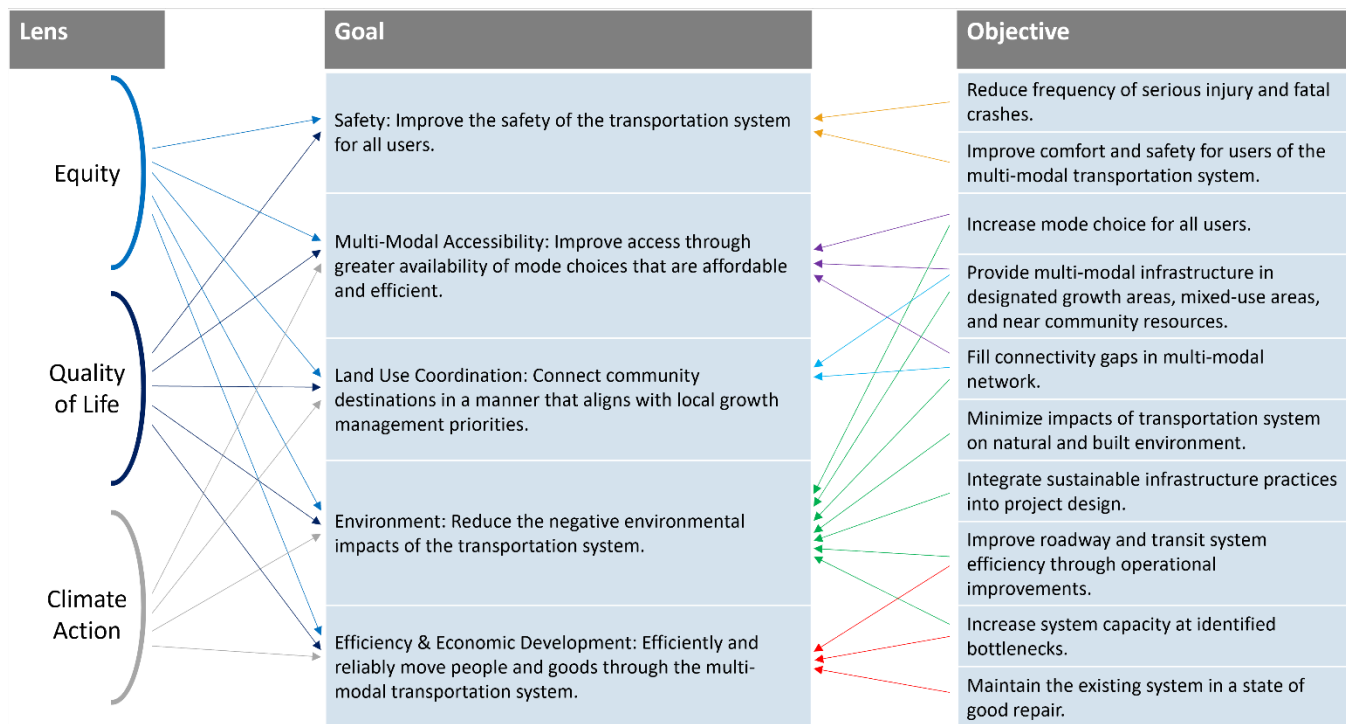 Lens
Goal
Objective
Equity
Quality
of Life
Climate
Action
Safety: Improve the safety of the transportation system
for all users.
Multi-Modal Accessibility: Improve access through
greater availability of mode choices that are affordable
and efficient.
Land Use Coordination: Connect community
destinations in a manner that aligns with local growth
management priorities.
Environment: Reduce the negative environmental
impacts of the transportation system.
Efficiency & Economic Development: Efficiently and
reliably move people and goods through the multi-
modal transportation system.
Reduce frequency of serious injury and fatal
crashes.
Improve comfort and safety for users of the
multi-modal transportation system.
Increase mode choice for all users.
Provide multi-modal infrastructure in
designated growth areas, mixed-use areas,
and near community resources.
Fill connectivity gaps in multi-modal
network.
Minimize impacts of transportation system
on natural and built environment.
Integrate sustainable infrastructure practices
into project design.
Improve roadway and transit system
efficiency through operational
improvements.
Increase system capacity at identified
bottlenecks.
Maintain the existing system in a state of
good repair.